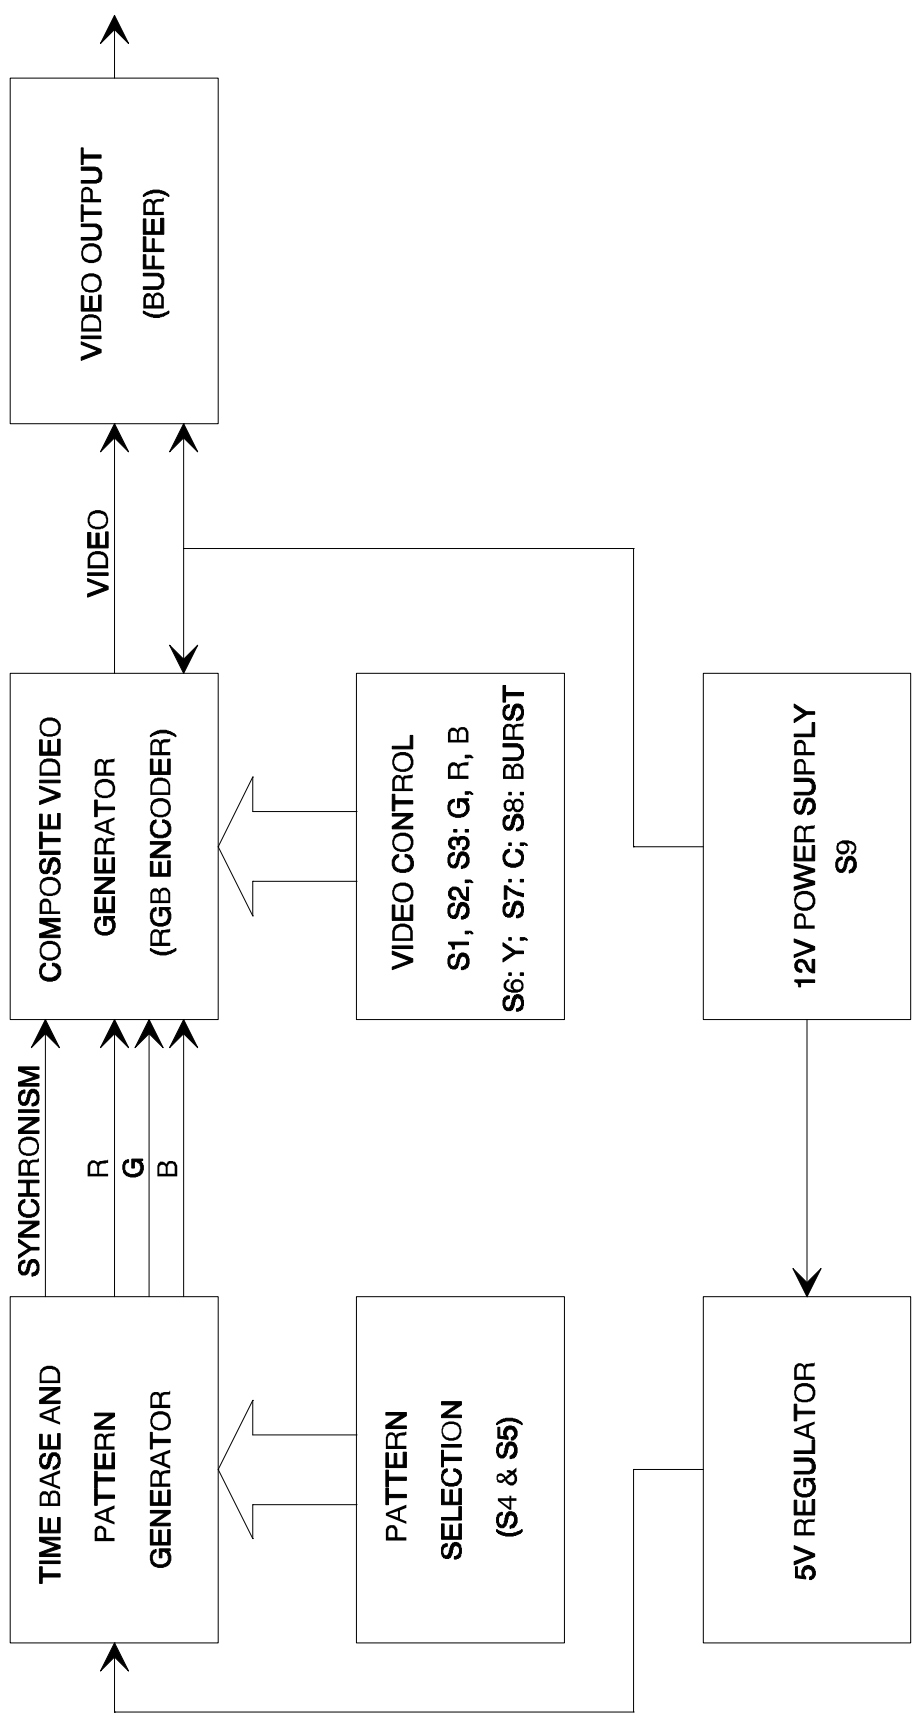 TIME BASE AND
PATTERN
GENERATOR
SYNCHRONISM
R
G
B
COMPOSITE VIDEO
GENERATOR
(RGB ENCODER)
VIDEO
VIDEO OUTPUT
(BUFFER)
PATTERN
SELECTION
(S4 & S5)
VIDEO CONTROL
S1, S2, S3: G, R, B
S6: Y; S7: C; S8: BURST
5V REGULATOR
12V POWER SUPPLY
S9